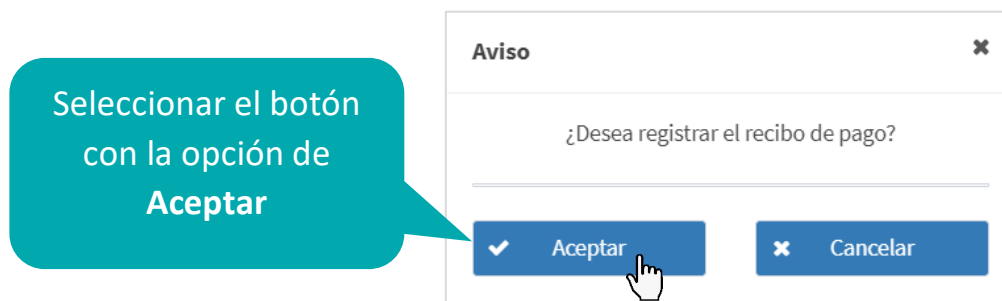 Seleccionar el botón
con la opción de
Aceptar
Aviso
¿Desea registrar el recibo de pago?
Aceptar
Cancelar